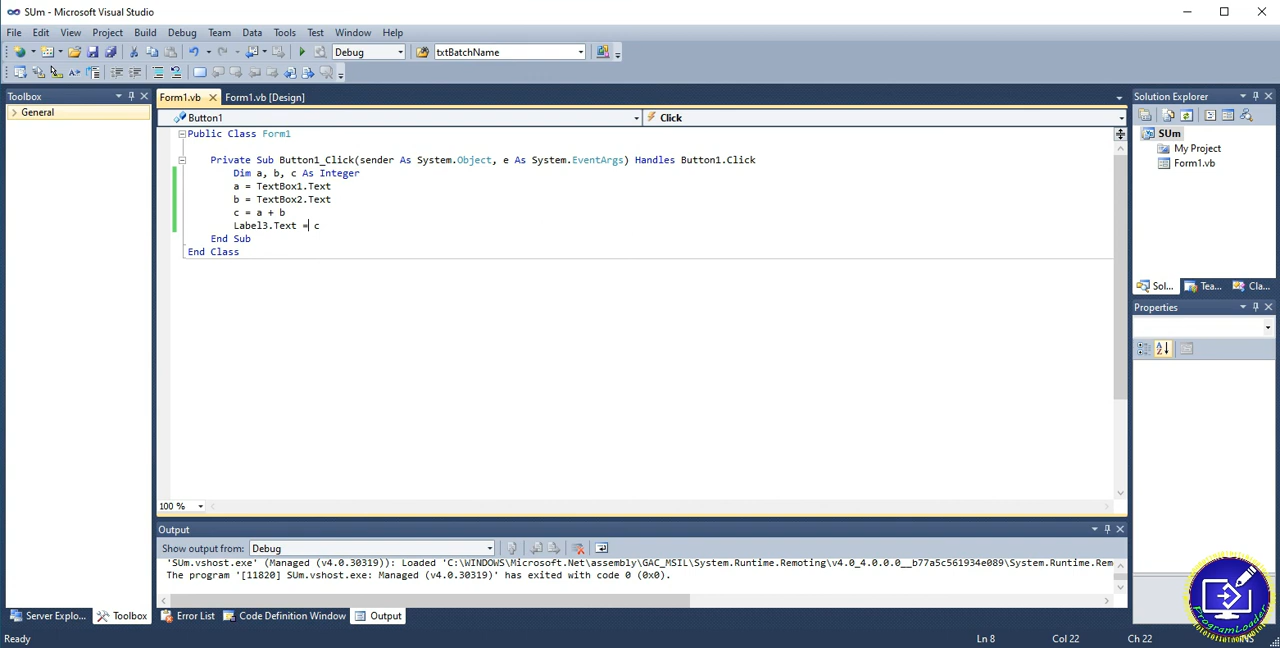 SUm - Microsoft Visual Studio
File Edit View Project Build Debug Team Data Tools Test Window Help
Debug txtBatchName
Toolbox
General
Form1.vb Form1.vb [Design]
Button1 Click
Public Class Form1
Private Sub Button1_Click(sender As System.Object, e As System.EventArgs) Handles Button1.Click
Dim a, b, c As Integer
a = TextBox1.Text
b = TextBox2.Text
c = a + b
Label3.Text = c
End Sub
End Class
100 %
Solution Explorer
SUm
My Project
Form1.vb
Sol... Tea... Cla...
Properties
Output
Show output from: Debug
'SUm.vshost.exe' (Managed (v4.0.30319)): Loaded 'C:\WINDOWS\Microsoft.Net\assembly\GAC_MSIL\System.Runtime.Remoting\v4.0_4.0.0.0__b77a5c561934e089\System.Runtime.Rem
The program '[11820] SUm.vshost.exe: Managed (v4.0.30319)' has exited with code 0 (0x0).
Server Explo... Toolbox Error List Code Definition Window Output
Ready Ln 8 Col 22 Ch 22
ProgramLoader